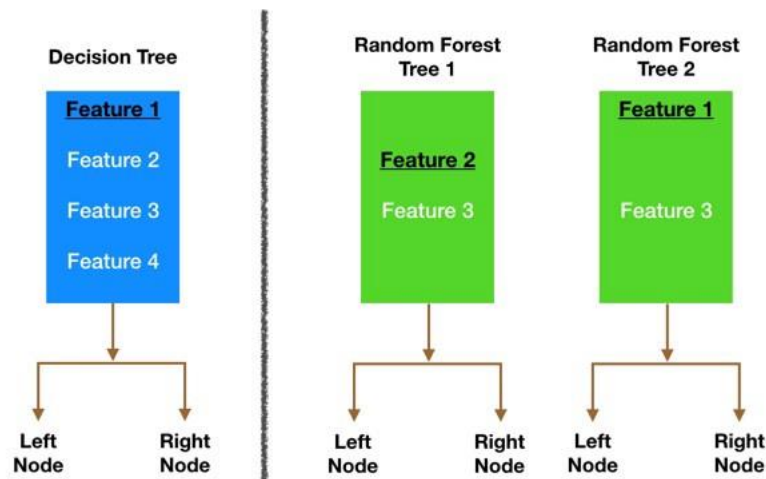 Decision Tree
Feature 1
Feature 2
Feature 3
Feature 4
Left
Node
Right
Node
Random Forest
Tree 1
Feature 2
Feature 3
Left
Node
Right
Node
Random Forest
Tree 2
Feature 1
Feature 3
Left
Node
Right
Node